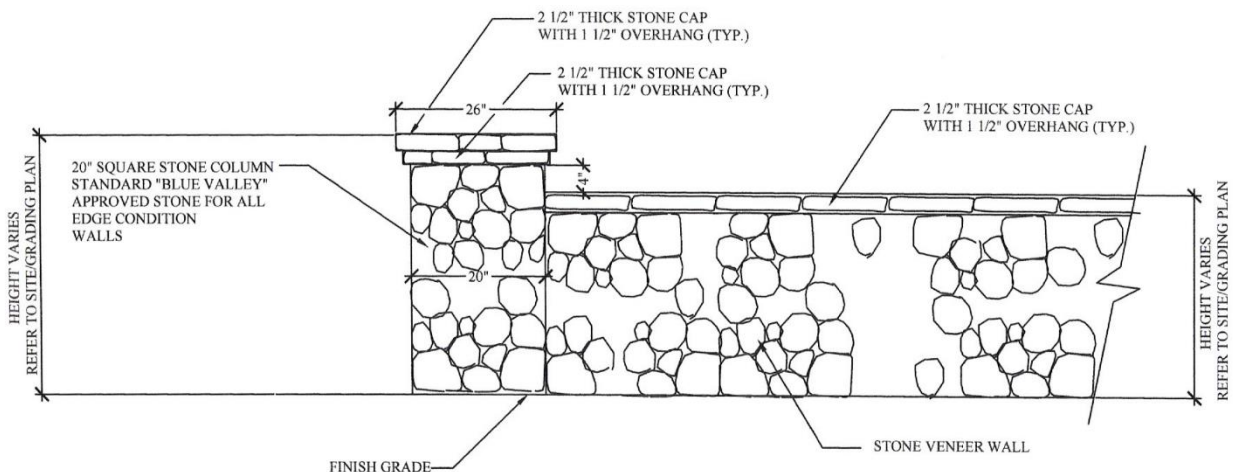 2 1/2" THICK STONE CAP
WITH 1 1/2" OVERHANG (TYP.)
2 1/2" THICK STONE CAP
WITH 1 1/2" OVERHANG (TYP.)
26"
2 1/2" THICK STONE CAP
WITH 1 1/2" OVERHANG (TYP.)
20" SQUARE STONE COLUMN
STANDARD "BLUE VALLEY"
APPROVED STONE FOR ALL
EDGE CONDITION
WALLS
4"
20"
HEIGHT VARIES
REFER TO SITE/GRADING PLAN
HEIGHT VARIES
REFER TO SITE/GRADING PLAN
STONE VENEER WALL
FINISH GRADE